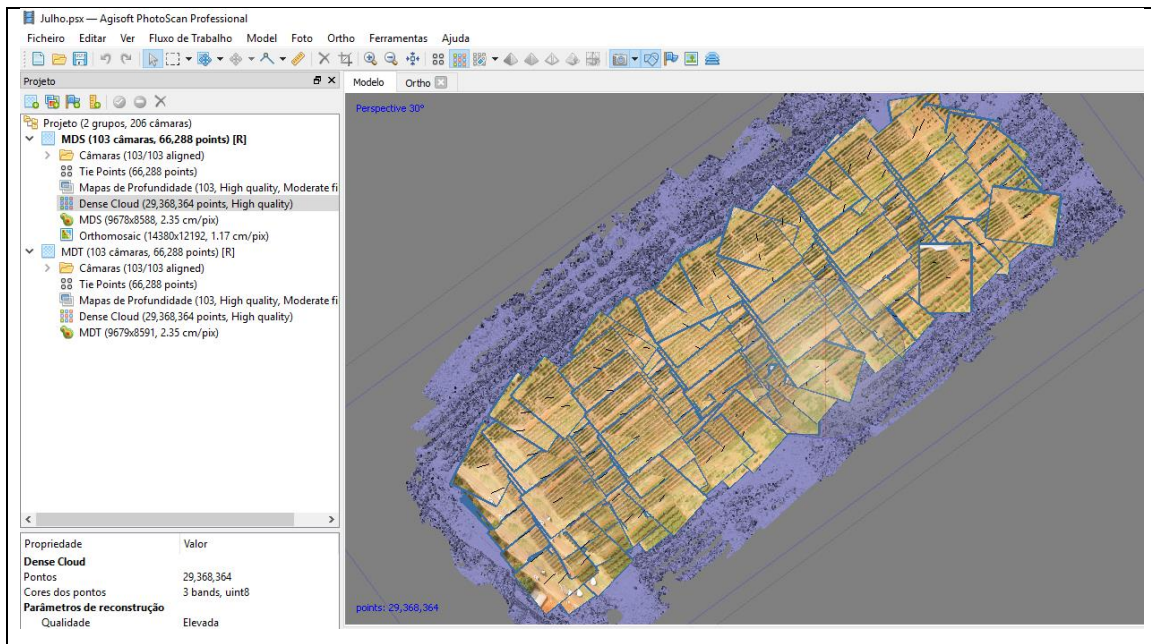 Julho.psx — Agisoft PhotoScan Professional
Ficheiro Editar Ver Fluxo de Trabalho Model Foto Ortho Ferramentas Ajuda
Projeto
Modelo Ortho
Perspective 30°
Projeto (2 grupos, 206 câmaras)
MDS (103 câmaras, 66,288 points) [R]
Câmaras (103/103 aligned)
Tie Points (66,288 points)
Mapas de Profundidade (103, High quality, Moderate fi
Dense Cloud (29,368,364 points, High quality)
MDS (9678x8588, 2.35 cm/pix)
Orthomosaic (14380x12192, 1.17 cm/pix)
MDT (103 câmaras, 66,288 points) [R]
Câmaras (103/103 aligned)
Tie Points (66,288 points)
Mapas de Profundidade (103, High quality, Moderate fi
Dense Cloud (29,368,364 points, High quality)
MDT (9679x8591, 2.35 cm/pix)
Propriedade Valor
Dense Cloud
Pontos 29,368,364
Cores dos pontos 3 bands, uint8
Parâmetros de reconstrução
Qualidade Elevada
points: 29,368,364